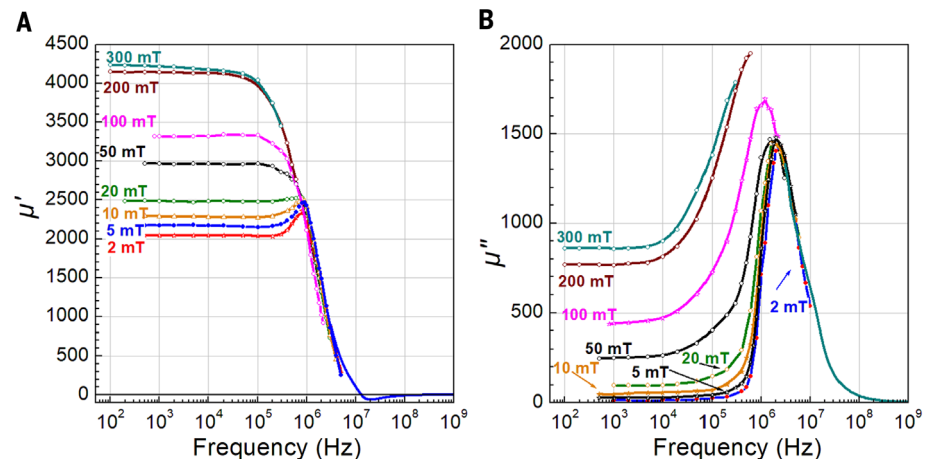 A
μ'
4500
4000
3500
3000
2500
2000
1500
1000
500
0
300 mT
200 mT
100 mT
50 mT
20 mT
10 mT
5 mT
2 mT
10² 10³ 10⁴ 10⁵ 10⁶ 10⁷ 10⁸ 10⁹
Frequency (Hz)
B
μ"
2000
1500
1000
500
0
300 mT
200 mT
100 mT
2 mT
50 mT
20 mT
10 mT
5 mT
10² 10³ 10⁴ 10⁵ 10⁶ 10⁷ 10⁸ 10⁹
Frequency (Hz)